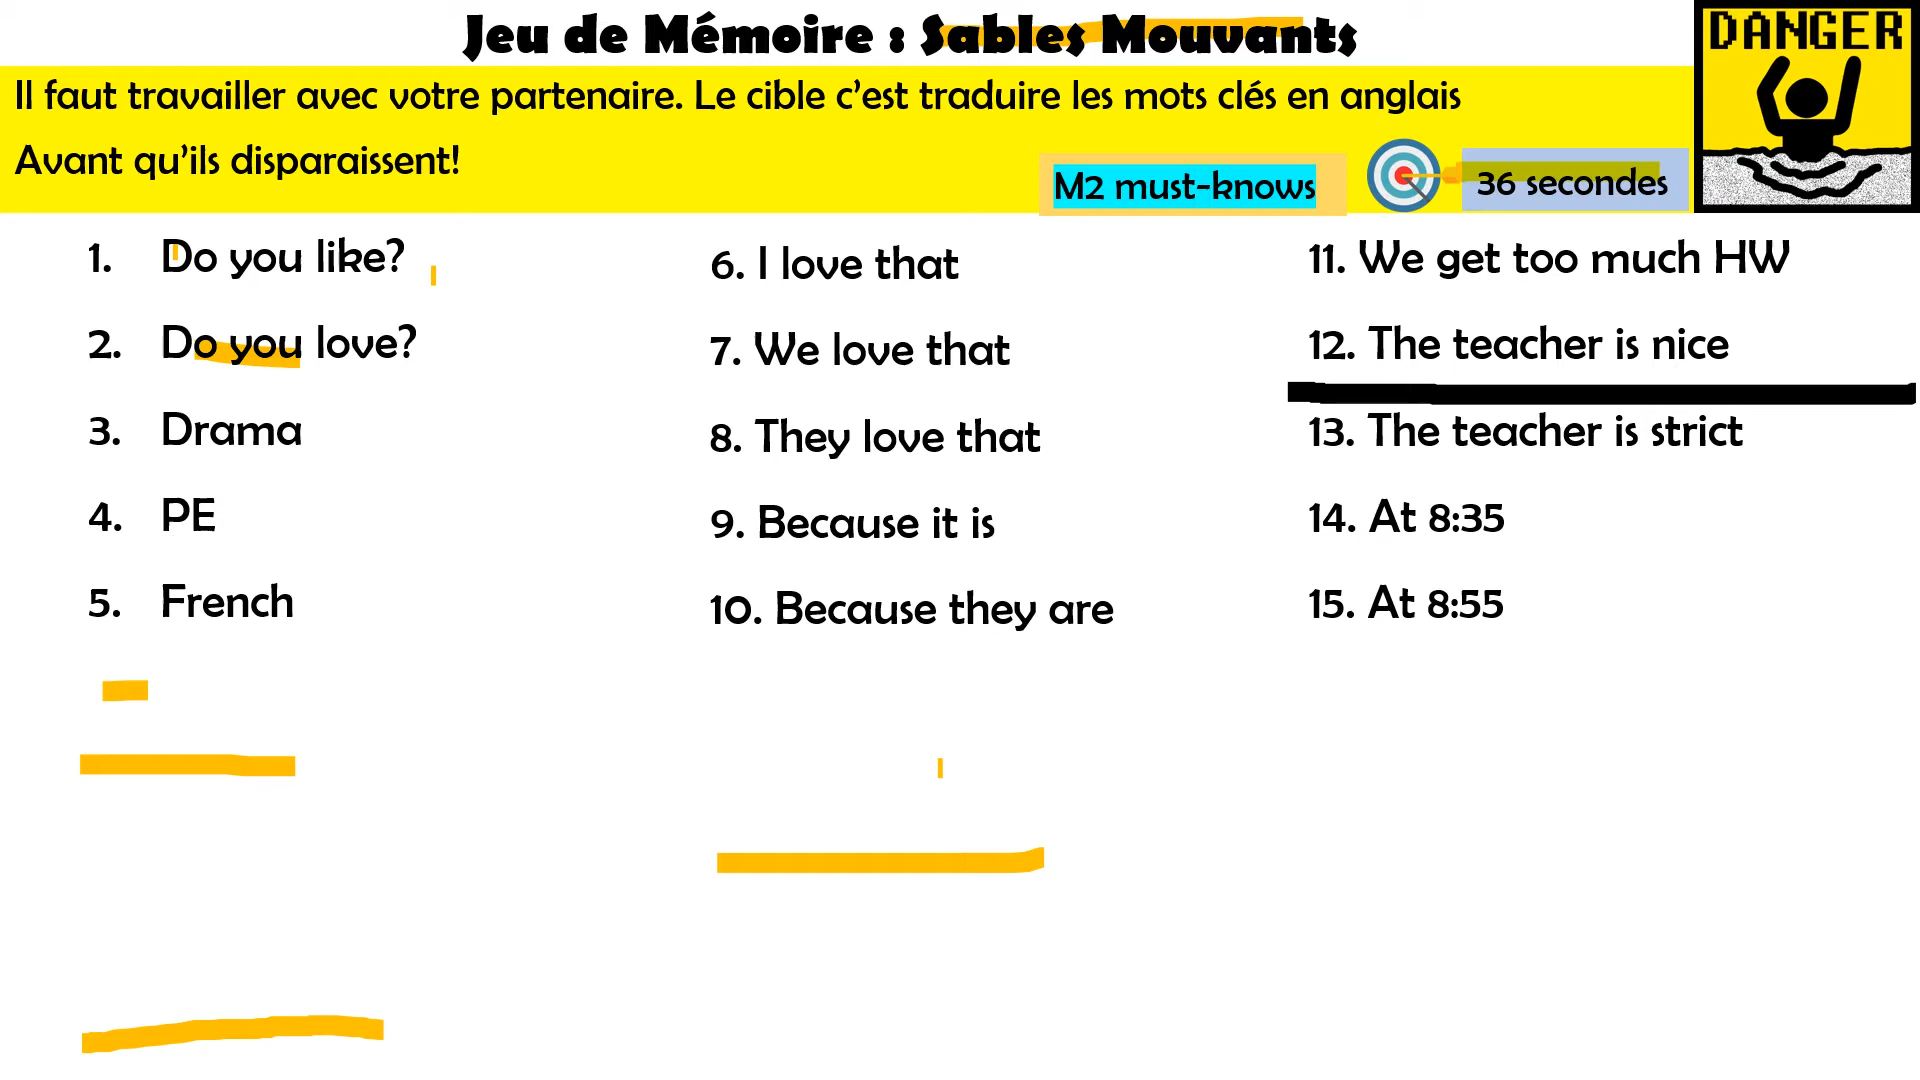 Jeu de Mémoire : Sables Mouvants
DANGER
Il faut travailler avec votre partenaire. Le cible c’est traduire les mots clés en anglais
Avant qu’ils disparaissent!
M2 must-knows
36 secondes
1. Do you like?
2. Do you love?
3. Drama
4. PE
5. French
6. I love that
7. We love that
8. They love that
9. Because it is
10. Because they are
11. We get too much HW
12. The teacher is nice
13. The teacher is strict
14. At 8:35
15. At 8:55